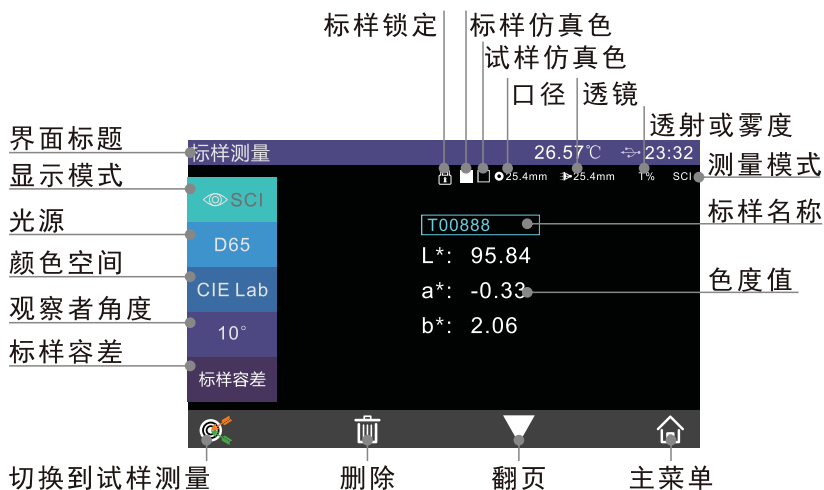 标样锁定 标样仿真色
试样仿真色
口径 透镜
透射或雾度
界面标题
标样测量 26.57℃ 23:32
测量模式
显示模式
25.4mm 25.4mm T% SCI
SCI
标样名称
光源
T00888
D65
L*: 95.84
颜色空间
色度值
CIE Lab
a*: -0.33
观察者角度
10°
b*: 2.06
标样容差
标样容差
切换到试样测量 删除 翻页 主菜单